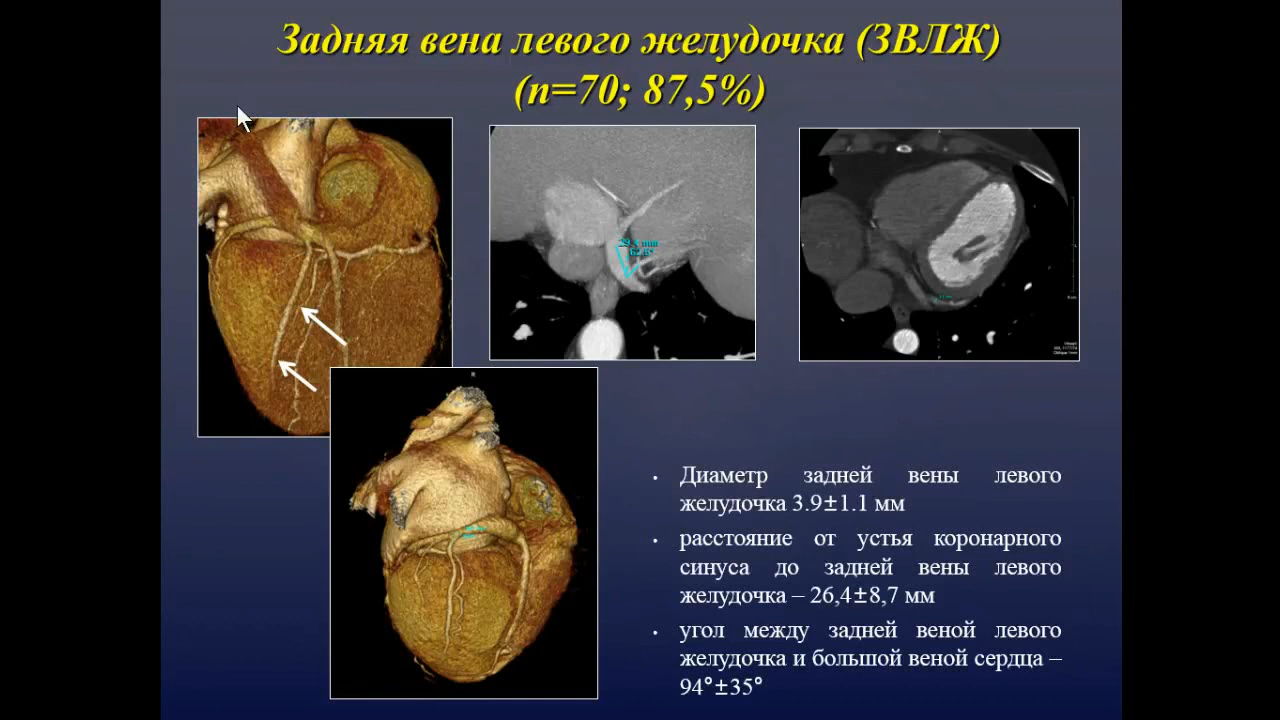 Задняя вена левого желудочка (ЗВЛЖ)
(n=70; 87,5%)
• Диаметр задней вены левого
желудочка 3.9±1.1 мм
• расстояние от устья коронарного
синуса до задней вены левого
желудочка – 26,4±8,7 мм
• угол между задней веной левого
желудочка и большой веной сердца –
94°±35°